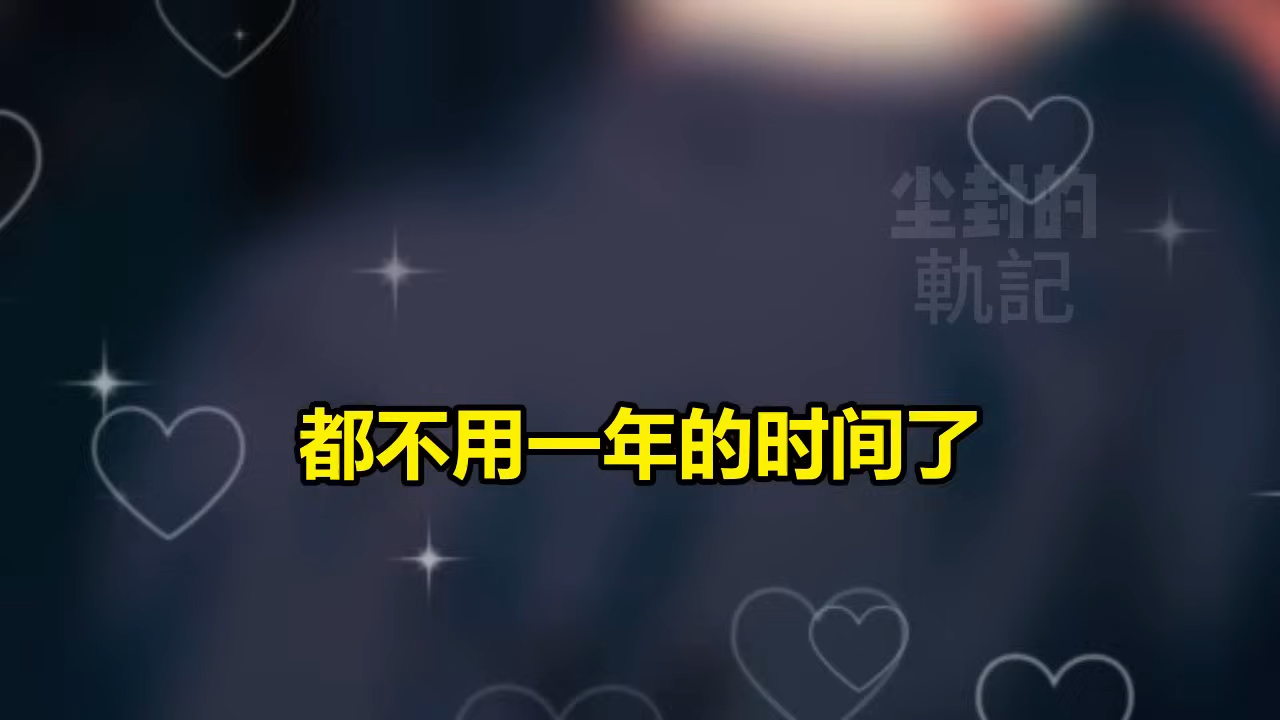 尘封的
軌記
都不用一年的时间了